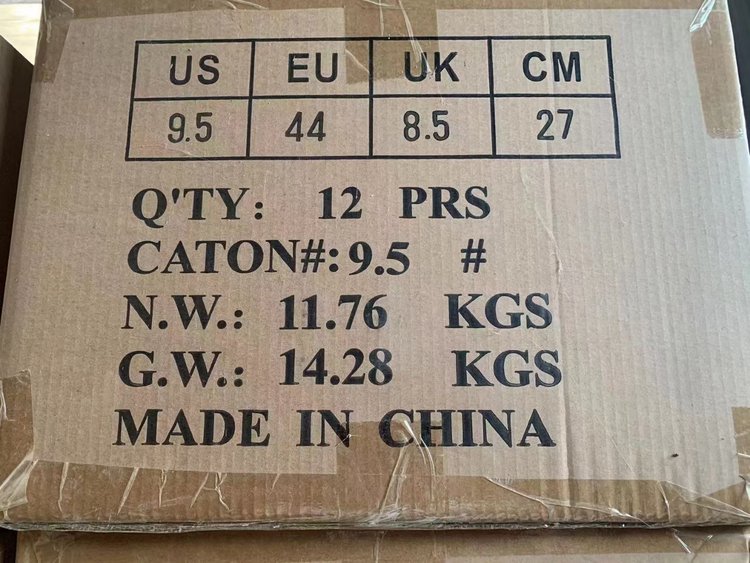 US EU UK CM
9.5 44 8.5 27
Q'TY: 12 PRS
CATON#: 9.5 #
N.W.: 11.76 KGS
G.W.: 14.28 KGS
MADE IN CHINA